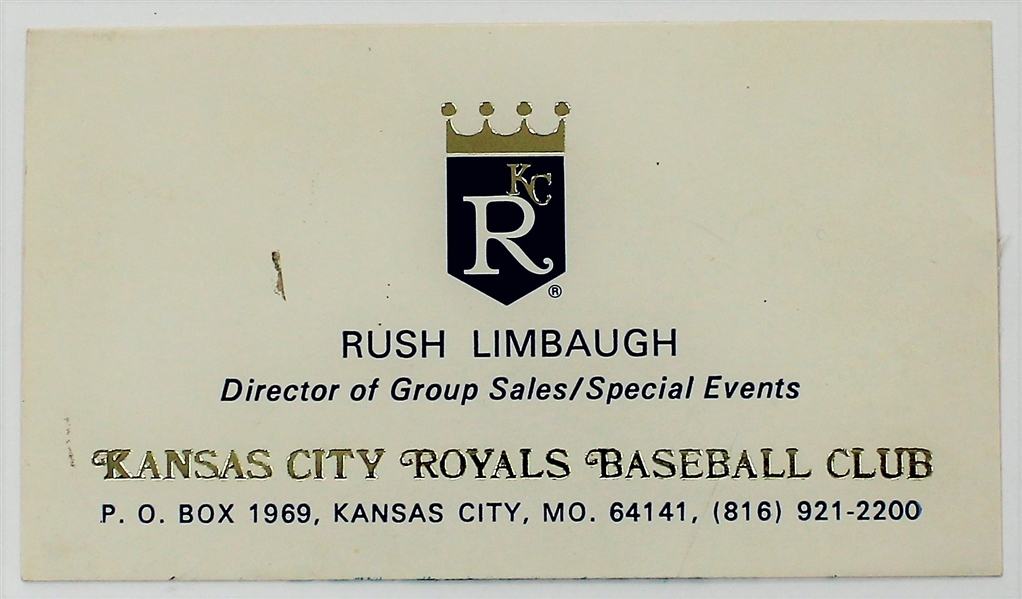 KC
R
®
RUSH LIMBAUGH
Director of Group Sales/Special Events
KANSAS CITY ROYALS BASEBALL CLUB
P. O. BOX 1969, KANSAS CITY, MO. 64141, (816) 921-2200